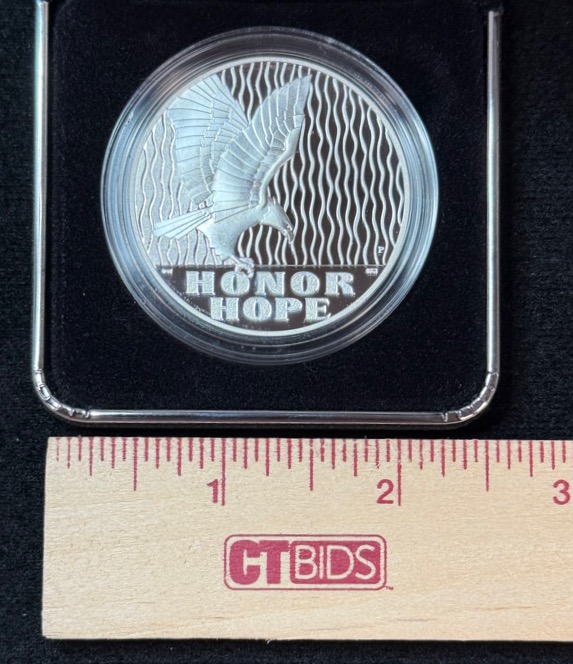 P
HONOR
HOPE
1 2 3
CTBIDS